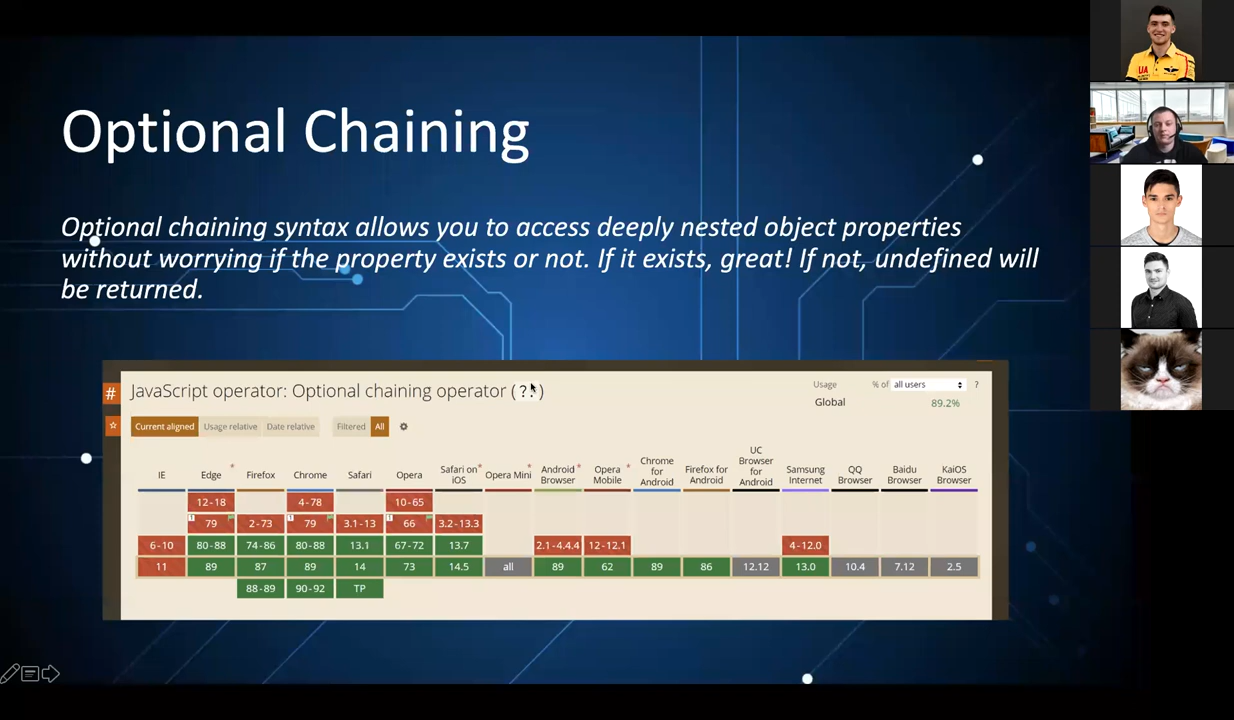 Optional Chaining
Optional chaining syntax allows you to access deeply nested object properties
without worrying if the property exists or not. If it exists, great! If not, undefined will
be returned.
# JavaScript operator: Optional chaining operator (?.)
Usage % of all users ?
Global 89.2%
Current aligned Usage relative Date relative Filtered All
IE Edge * Firefox Chrome Safari Opera Safari on iOS * Opera Mini * Android Browser * Opera Mobile * Chrome for Android Firefox for Android UC Browser for Android Samsung Internet QQ Browser Baidu Browser KaiOS Browser
12-18 4-78 10-65
1 79 2-73 1 79 3.1-13 1 66 3.2-13.3
6-10 80-88 74-86 80-88 13.1 67-72 13.7 2.1-4.4.4 12-12.1 4-12.0
11 89 87 89 14 73 14.5 all 89 62 89 86 12.12 13.0 10.4 7.12 2.5
88-89 90-92 TP
UA